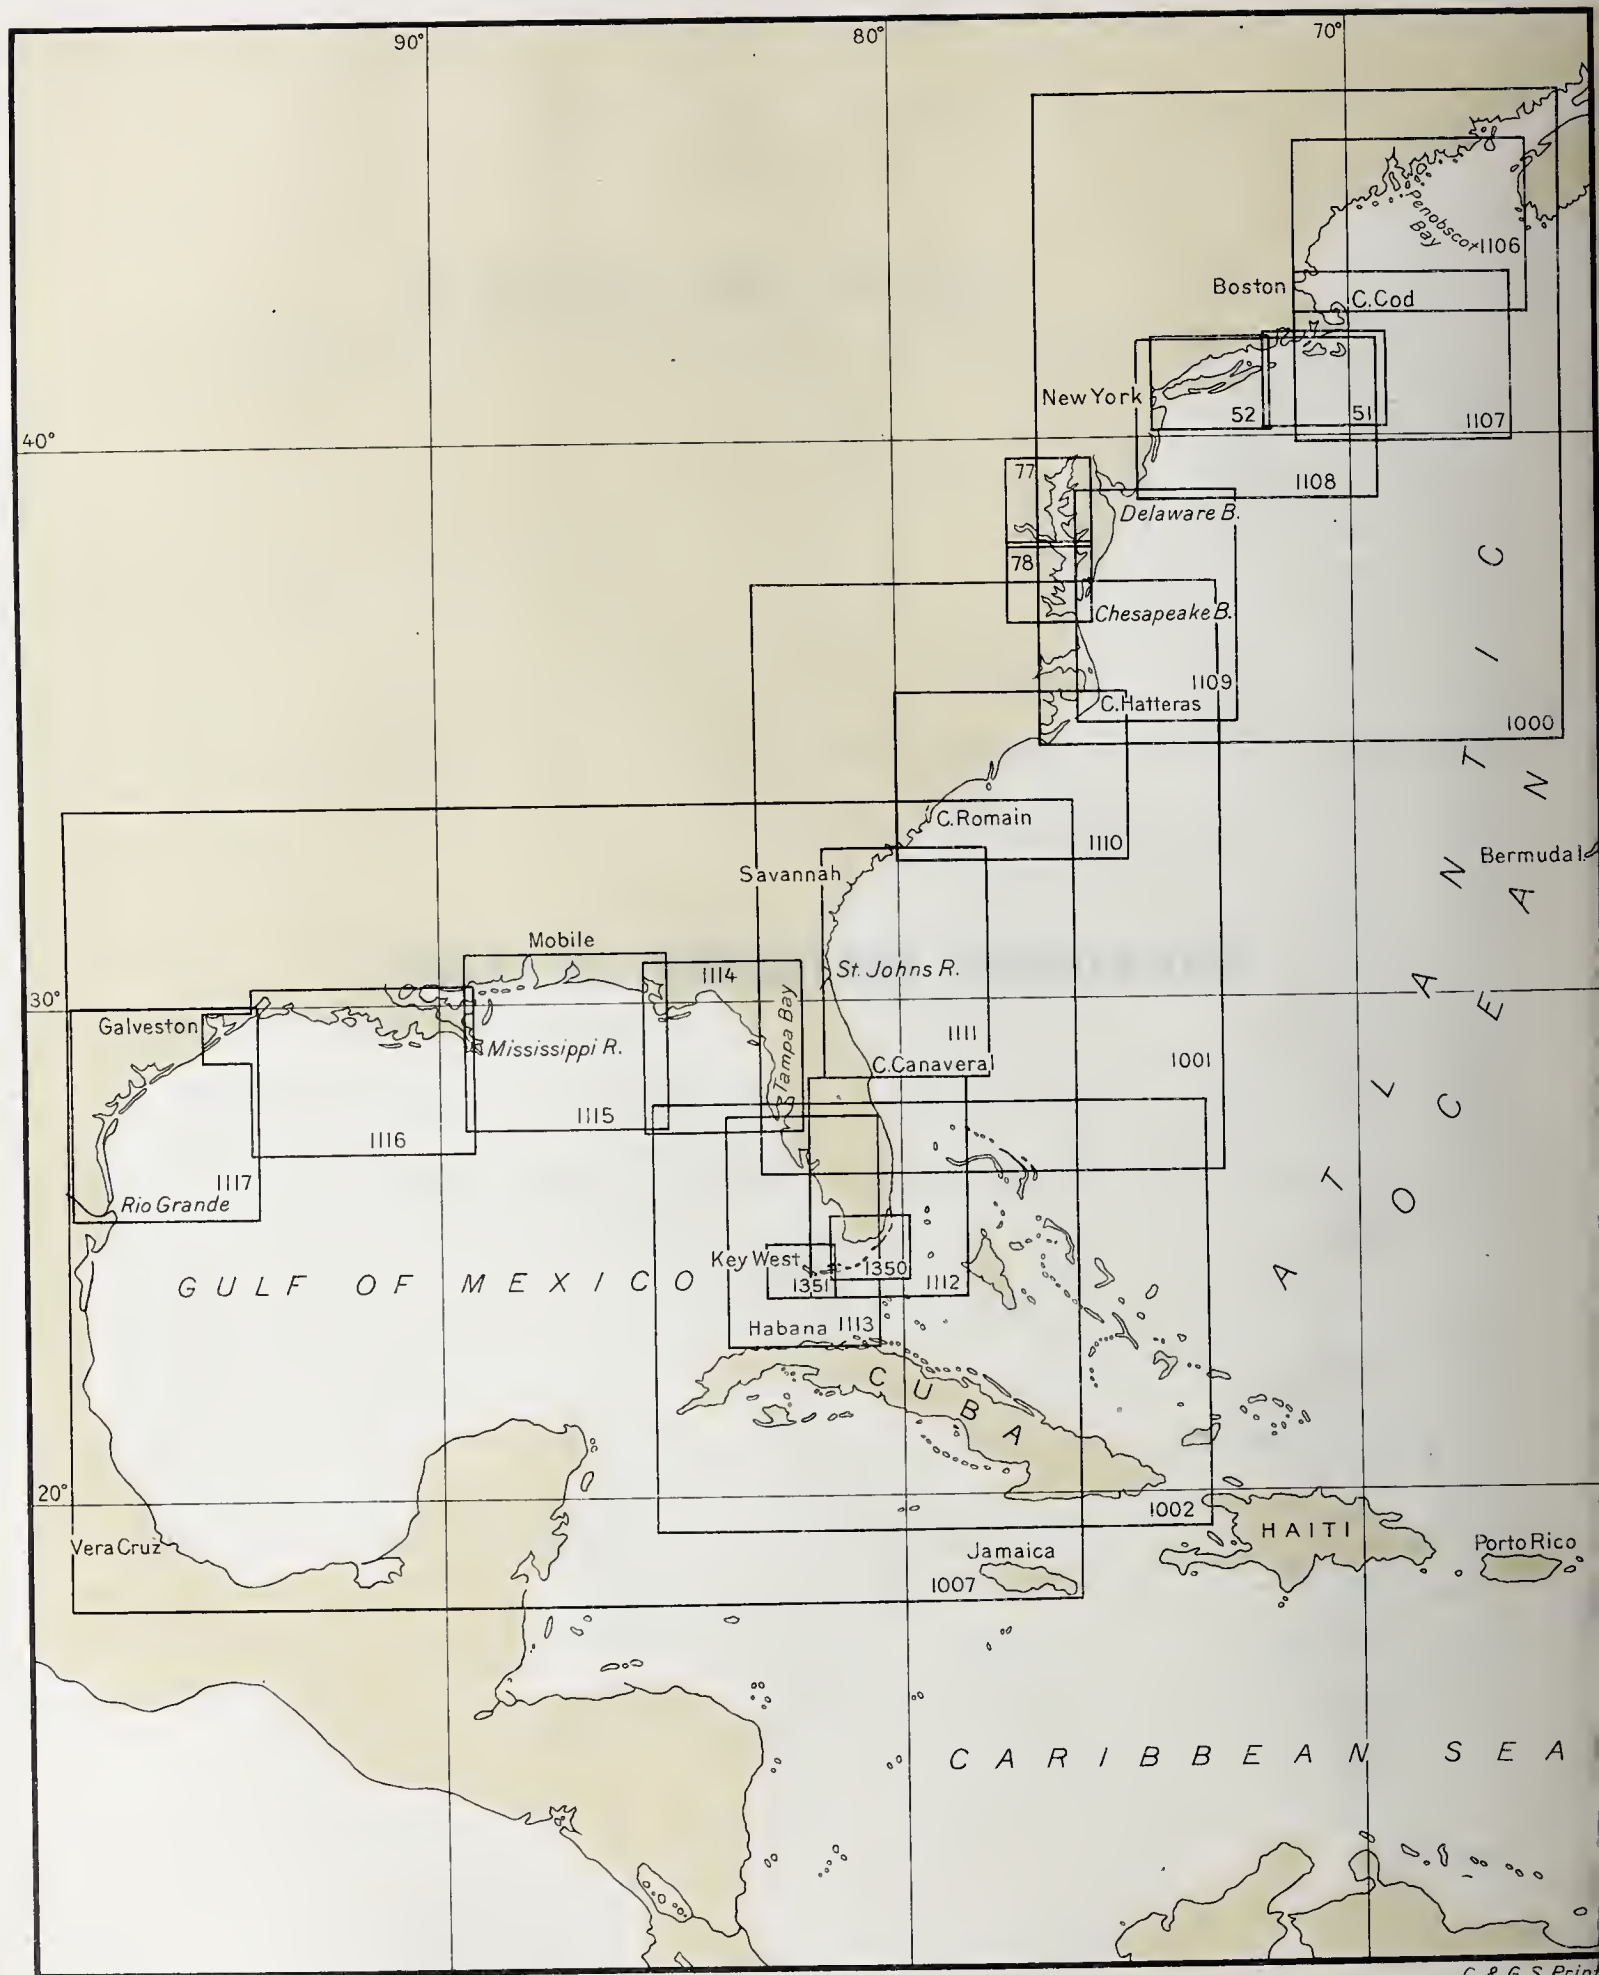 90°
80°
70°
Penobscot
Bay
1106
Boston
C.Cod
New York
52
51
1107
40°
77
1108
Delaware B.
78
Chesapeake B.
1109
C.Hatteras
1000
C.Romain
1110
Bermuda I.
Savannah
Mobile
1114
St. Johns R.
30°
Galveston
Mississippi R.
Tampa Bay
1111
C.Canaveral
1001
1115
1116
1117
Rio Grande
ATLANTIC
OCEAN
Key West
1350
1351
1112
GULF OF MEXICO
Habana
1113
CUBA
20°
1002
HAITI
Vera Cruz
Jamaica
Porto Rico
1007
CARIBBEAN SEA
C. & G. S. Print